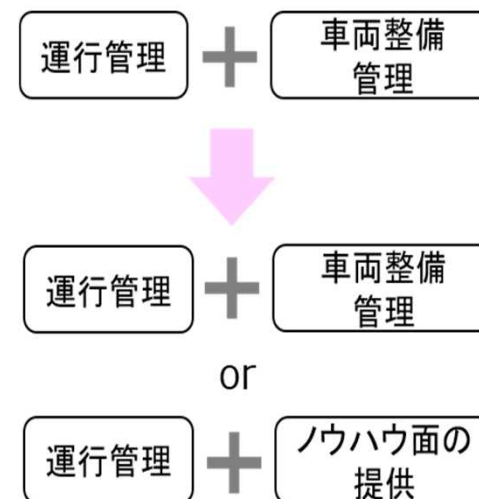 運行管理
車両整備
管理
運行管理
車両整備
管理
or
運行管理
ノウハウ面の
提供